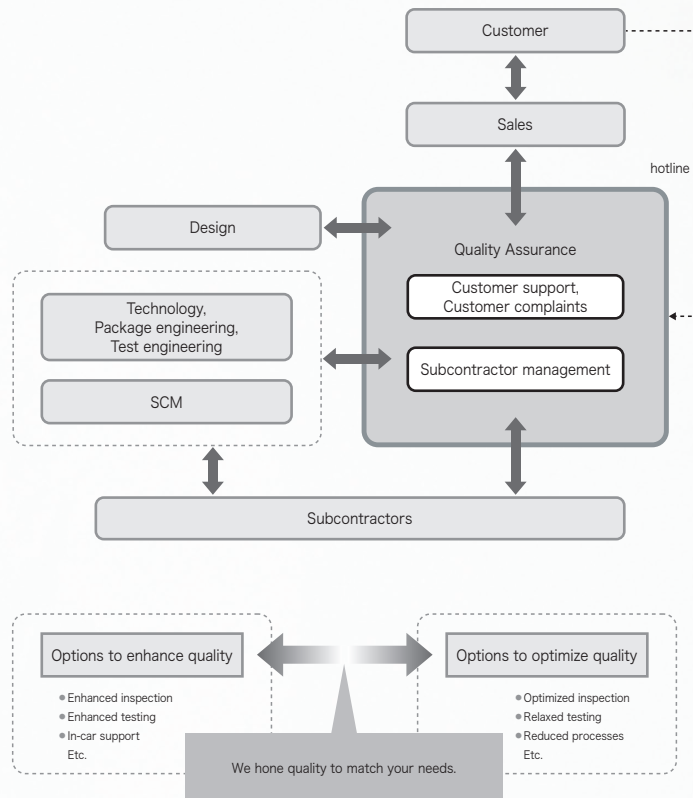 Customer
Sales
hotline
Design
Quality Assurance
Customer support,
Customer complaints
Technology,
Package engineering,
Test engineering
Subcontractor management
SCM
Subcontractors
Options to enhance quality
● Enhanced inspection
● Enhanced testing
● In-car support
Etc.
Options to optimize quality
● Optimized inspection
● Relaxed testing
● Reduced processes
Etc.
We hone quality to match your needs.